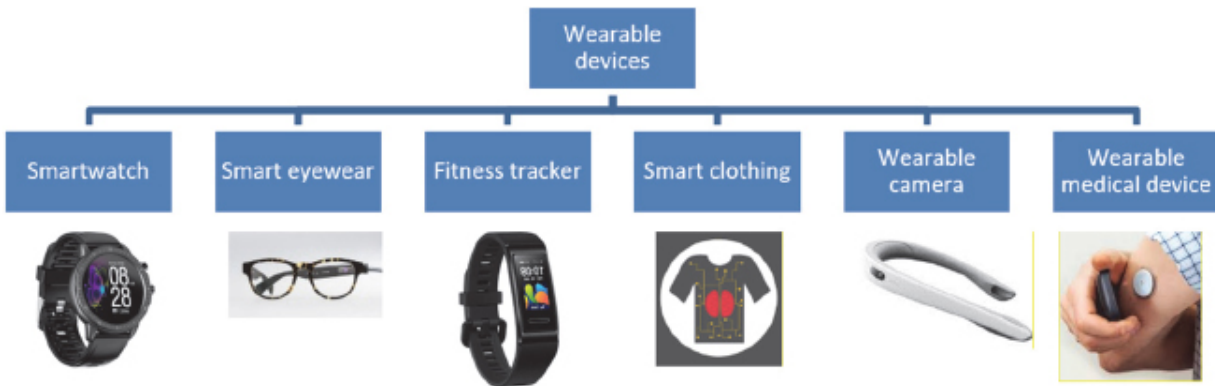 Wearable
devices
Smartwatch
Smart eyewear
Fitness tracker
Smart clothing
Wearable
camera
Wearable
medical device
08
28